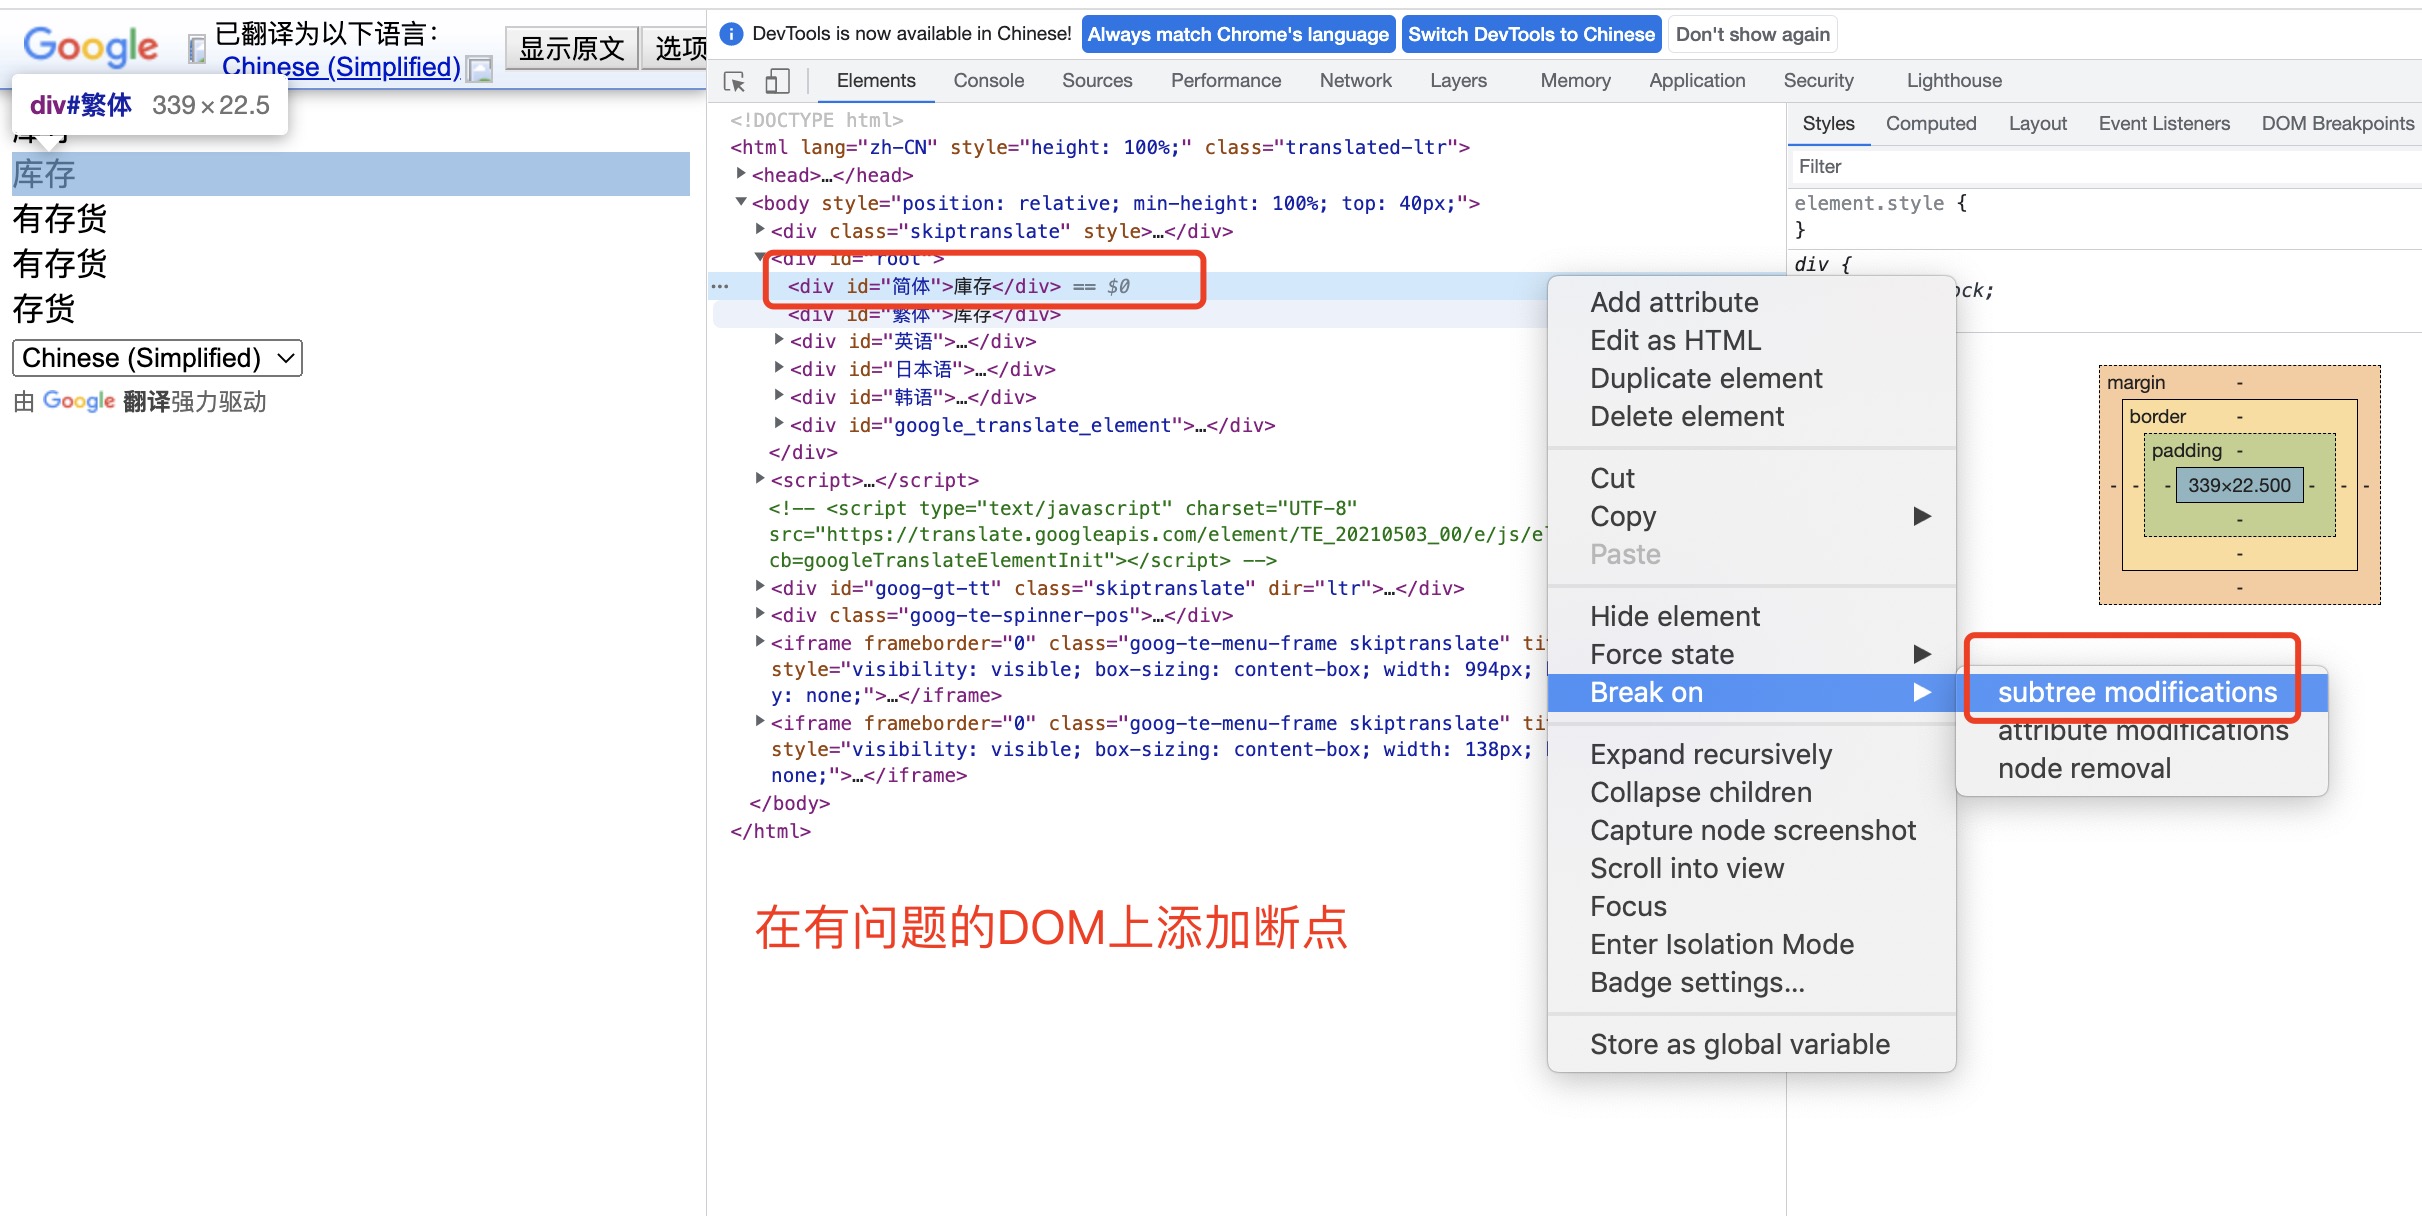 Google
已翻译为以下语言：
Chinese (Simplified)
显示原文
选项
div#繁体 339×22.5
库存
有存货
有存货
存货
Chinese (Simplified)
由 Google 翻译强力驱动
DevTools is now available in Chinese!
Always match Chrome's language
Switch DevTools to Chinese
Don't show again
Elements
Console
Sources
Performance
Network
Layers
Memory
Application
Security
Lighthouse
<!DOCTYPE html>
<html lang="zh-CN" style="height: 100%;" class="translated-ltr">
<head>…</head>
<body style="position: relative; min-height: 100%; top: 40px;">
<div class="skiptranslate" style>…</div>
<div id="root">
<div id="简体">庫存</div> == $0
<div id="繁体">库存</div>
<div id="英语">…</div>
<div id="日本语">…</div>
<div id="韩语">…</div>
<div id="google_translate_element">…</div>
</div>
<script>…</script>
<!-- <script type="text/javascript" charset="UTF-8"
src="https://translate.googleapis.com/element/TE_20210503_00/e/js/e
cb=googleTranslateElementInit"></script> -->
<div id="goog-gt-tt" class="skiptranslate" dir="ltr">…</div>
<div class="goog-te-spinner-pos">…</div>
<iframe frameborder="0" class="goog-te-menu-frame skiptranslate" ti
style="visibility: visible; box-sizing: content-box; width: 994px;
y: none;">…</iframe>
<iframe frameborder="0" class="goog-te-menu-frame skiptranslate" ti
style="visibility: visible; box-sizing: content-box; width: 138px;
none;">…</iframe>
</body>
</html>
在有问题的DOM上添加断点
Add attribute
Edit as HTML
Duplicate element
Delete element
Cut
Copy
Paste
Hide element
Force state
Break on
Expand recursively
Collapse children
Capture node screenshot
Scroll into view
Focus
Enter Isolation Mode
Badge settings...
Store as global variable
subtree modifications
attribute modifications
node removal
Styles
Computed
Layout
Event Listeners
DOM Breakpoints
Filter
element.style {
}
div {
ock;
margin -
border -
padding -
- - - 339×22.500 - - -
-
-
-